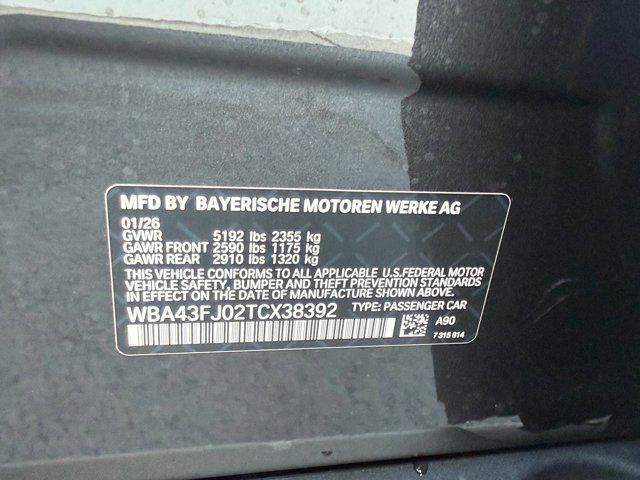 MFD BY BAYERISCHE MOTOREN WERKE AG
01/26
GVWR 5192 lbs 2355 kg
GAWR FRONT 2590 lbs 1175 kg
GAWR REAR 2910 lbs 1320 kg
THIS VEHICLE CONFORMS TO ALL APPLICABLE U.S.FEDERAL MOTOR
VEHICLE SAFETY, BUMPER AND THEFT PREVENTION STANDARDS
IN EFFECT ON THE DATE OF MANUFACTURE SHOWN ABOVE.
WBA43FJ02TCX38392 TYPE: PASSENGER CAR
A90
7 315 814